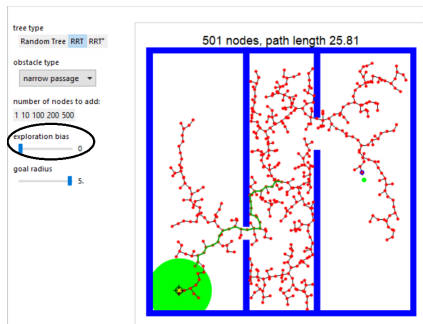 tree type
Random Tree RRT RRT*
obstacle type
narrow passage
number of nodes to add:
1 10 100 200 500
exploration bias
0
goal radius
5.
501 nodes, path length 25.81